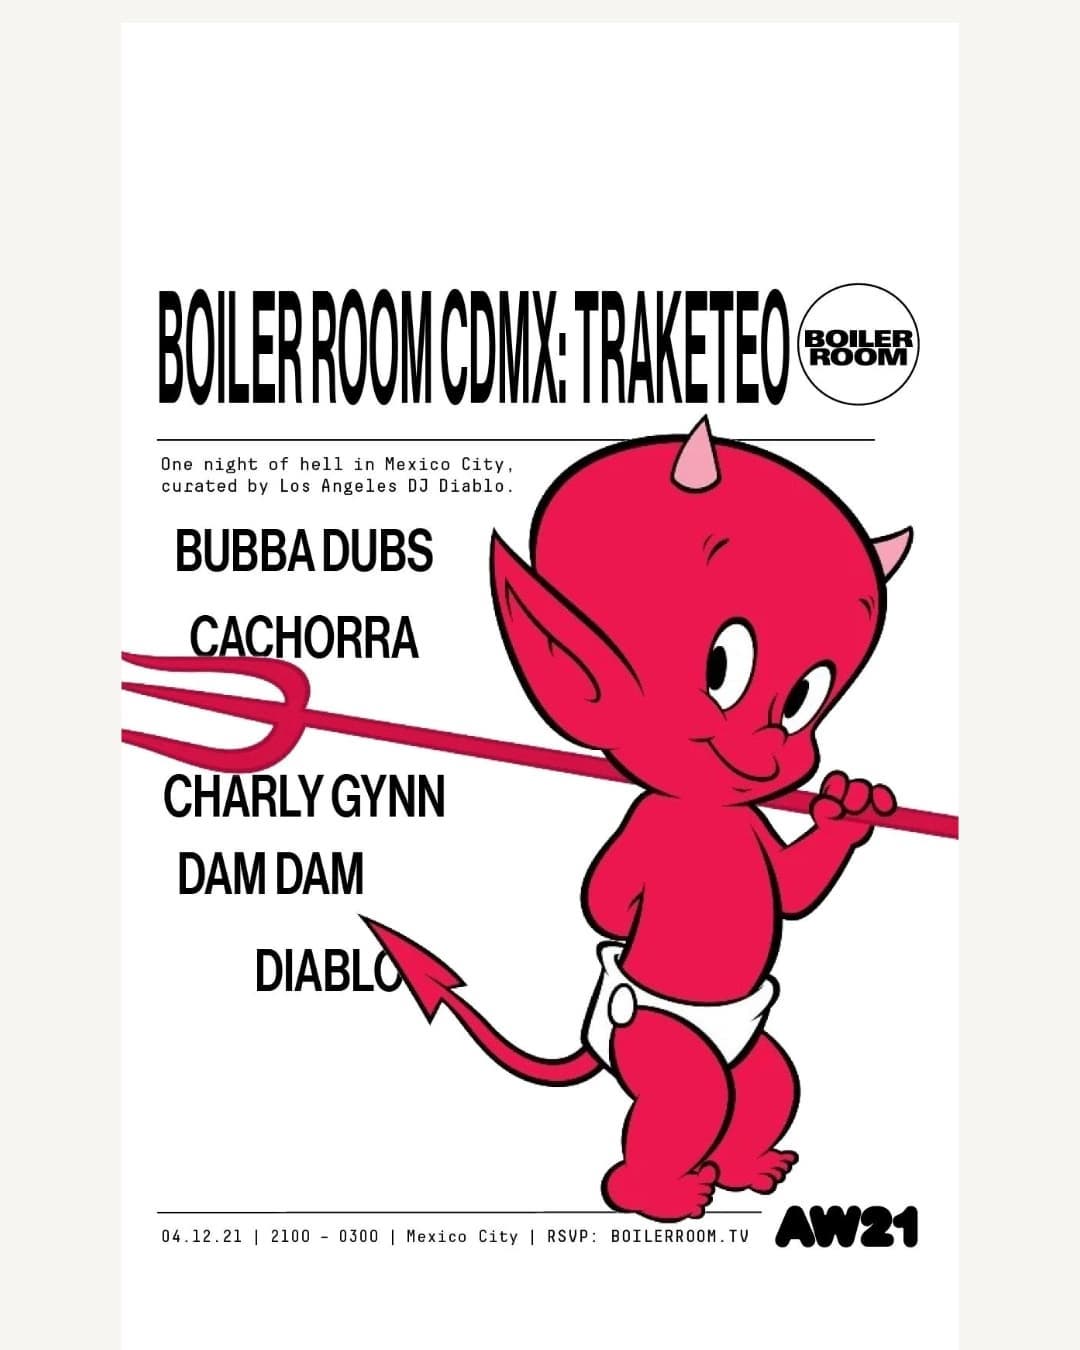 BOILER ROOM CDMX: TRAKETEO
BOILER
ROOM
One night of hell in Mexico City,
curated by Los Angeles DJ Diablo.
BUBBA DUBS
CACHORRA
CHARLY GYNN
DAM DAM
DIABLO
04.12.21 | 2100 – 0300 | Mexico City | RSVP: BOILERROOM.TV
AW21